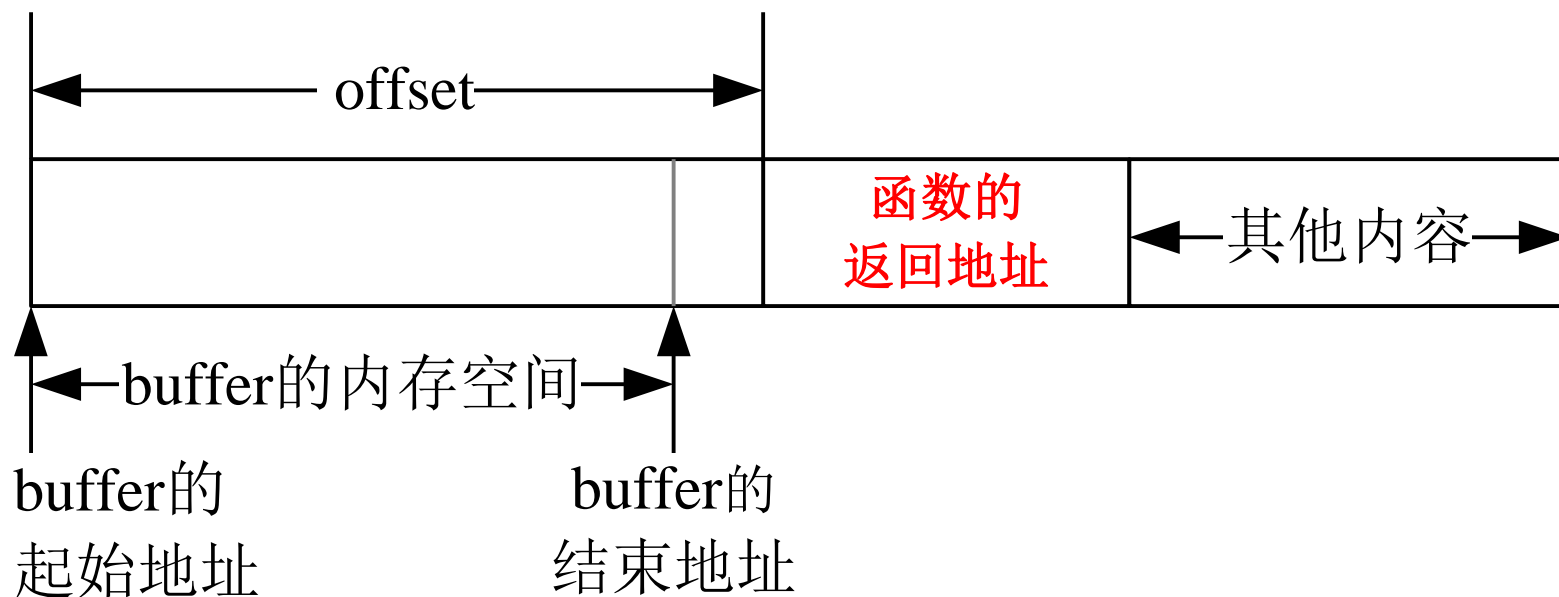 offset
函数的
返回地址
其他内容
buffer的内存空间
buffer的
起始地址
buffer的
结束地址